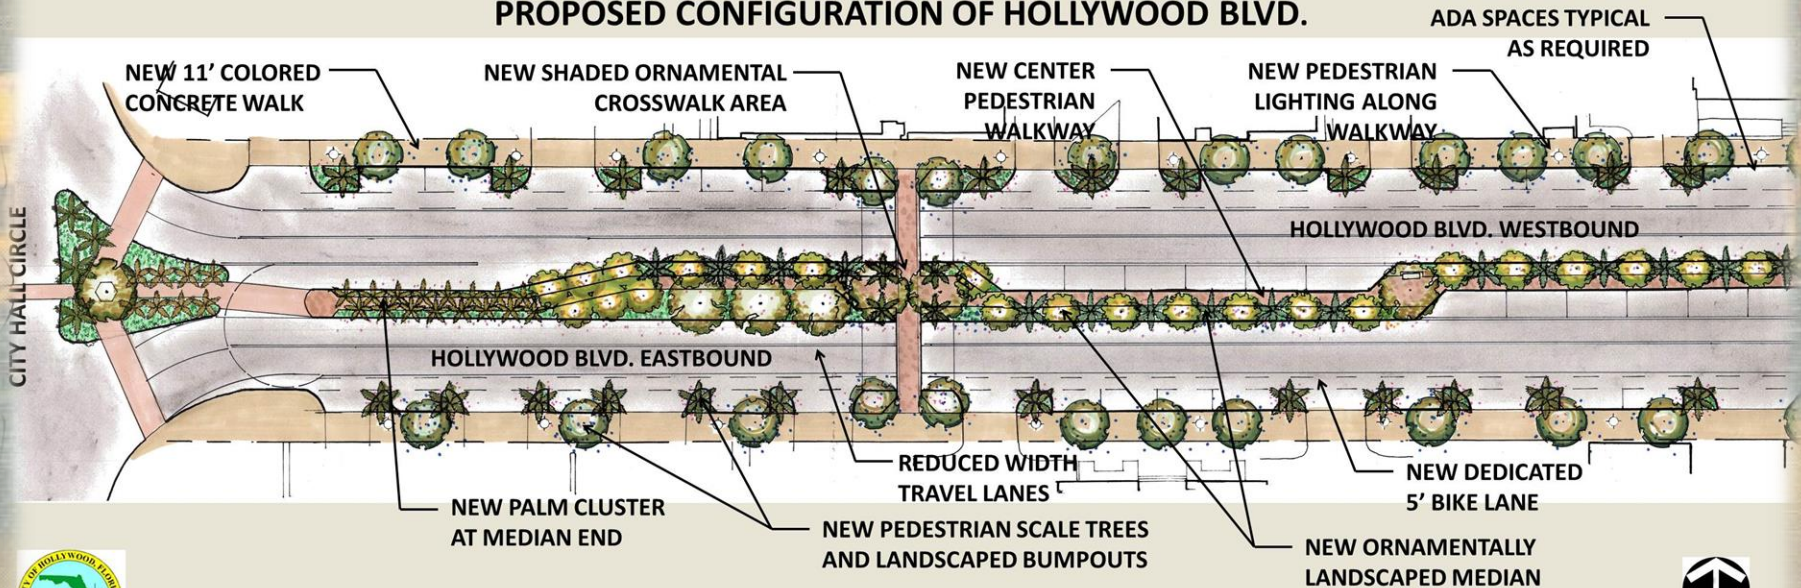 PROPOSED CONFIGURATION OF HOLLYWOOD BLVD.
ADA SPACES TYPICAL
AS REQUIRED
NEW 11’ COLORED
CONCRETE WALK
NEW SHADED ORNAMENTAL
CROSSWALK AREA
NEW CENTER
PEDESTRIAN
WALKWAY
NEW PEDESTRIAN
LIGHTING ALONG
WALKWAY
CITY HALL CIRCLE
HOLLYWOOD BLVD. WESTBOUND
HOLLYWOOD BLVD. EASTBOUND
REDUCED WIDTH
TRAVEL LANES
NEW DEDICATED
5’ BIKE LANE
NEW PALM CLUSTER
AT MEDIAN END
NEW PEDESTRIAN SCALE TREES
AND LANDSCAPED BUMPOUTS
NEW ORNAMENTALLY
LANDSCAPED MEDIAN
OF HOLLYWOOD,